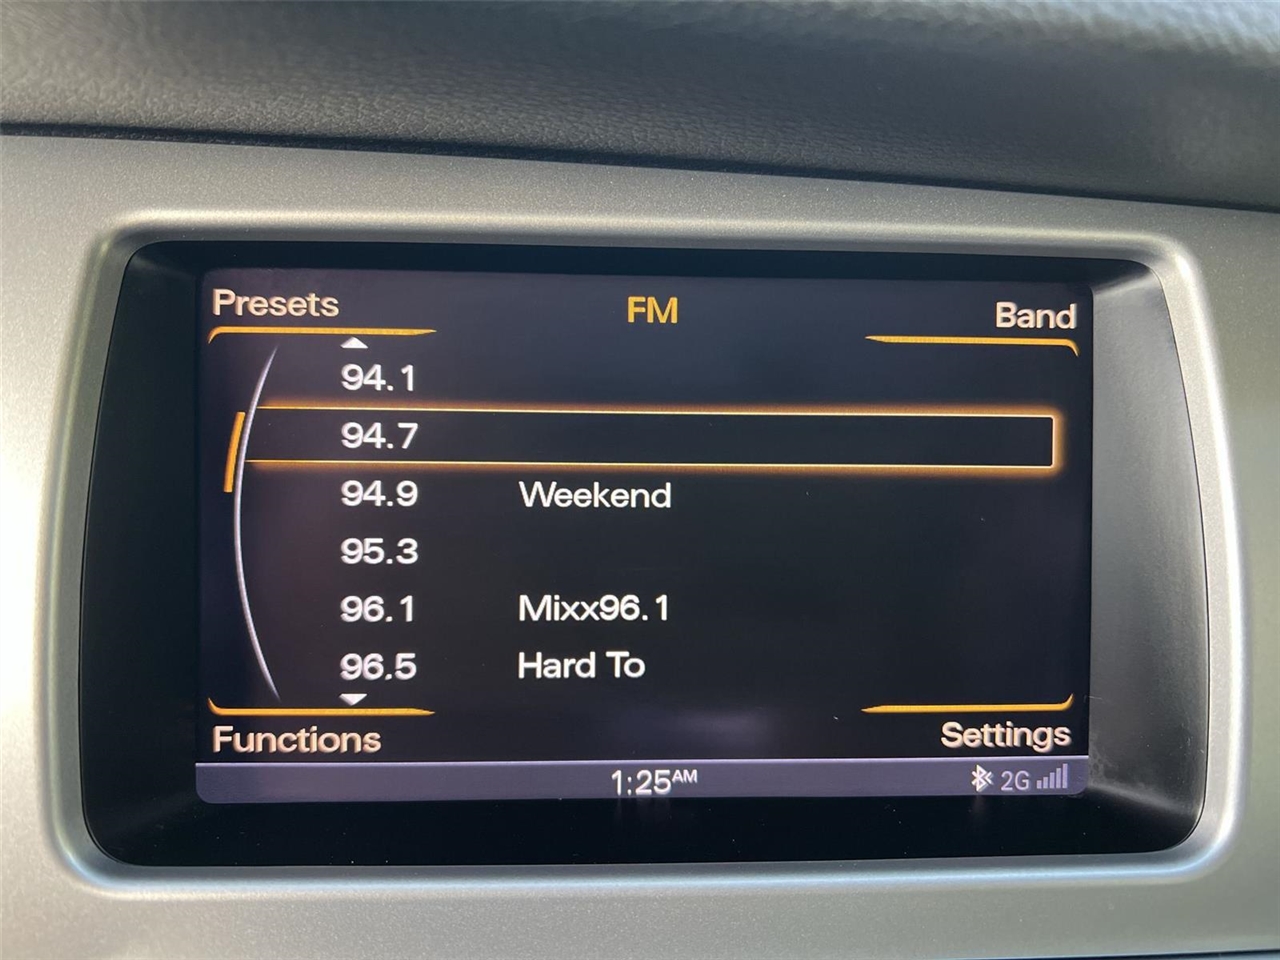 Presets
FM
Band
94.1
94.7
94.9 Weekend
95.3
96.1 Mixx96.1
96.5 Hard To
Functions
Settings
1:25AM
2G